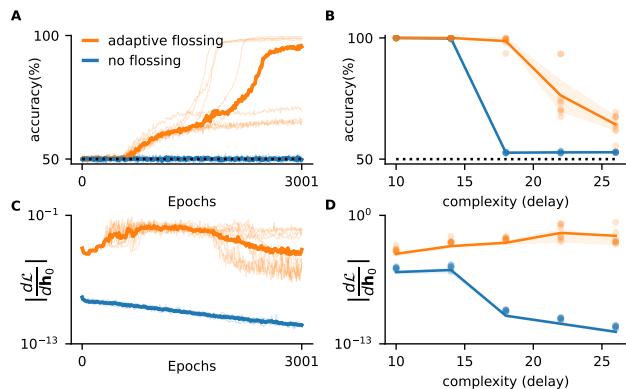 A
100
accuracy(%)
50
adaptive flossing
no flossing
0
3001
Epochs
B
100
accuracy(%)
50
10
15
20
25
complexity (delay)
C
10^{-1}
|dℒ/d𝐡₀|
10^{-13}
0
3001
Epochs
D
10^{0}
|dℒ/d𝐡₀|
10^{-13}
10
15
20
25
complexity (delay)